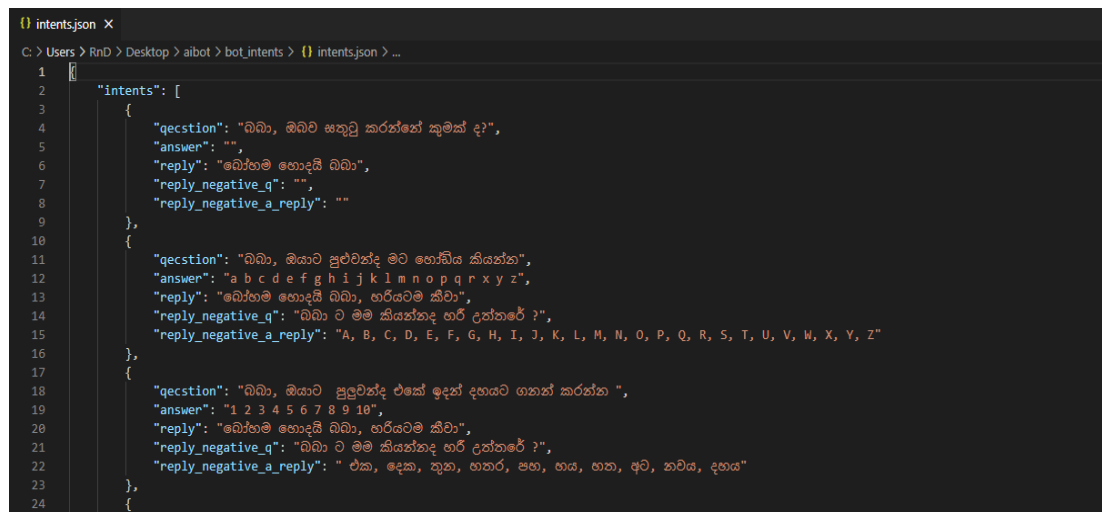 {} intents.json ×
C: > Users > RnD > Desktop > aibot > bot_intents > {} intents.json > ...
1 {
2 "intents": [
3 {
4 "qecstion": "බබා, ඔබව සතුටු කරන්නේ කුමක් ද?",
5 "answer": "",
6 "reply": "බෝහම හොදයි බබා",
7 "reply_negative_q": "",
8 "reply_negative_a_reply": ""
9 },
10 {
11 "qecstion": "බබා, ඔයාට පුළුවන්ද මට හෝඩිය කියන්න",
12 "answer": "a b c d e f g h i j k l m n o p q r x y z",
13 "reply": "බෝහම හොදයි බබා, හරියටම කීවා",
14 "reply_negative_q": "බබා ට මම කියන්නද හරී උත්තරේ ?",
15 "reply_negative_a_reply": "A, B, C, D, E, F, G, H, I, J, K, L, M, N, O, P, Q, R, S, T, U, V, W, X, Y, Z"
16 },
17 {
18 "qecstion": "බබා, ඔයාට  පුලුවන්ද එකේ ඉදන් දහයට ගනන් කරන්න ",
19 "answer": "1 2 3 4 5 6 7 8 9 10",
20 "reply": "බෝහම හොදයි බබා, හරියටම කීවා",
21 "reply_negative_q": "බබා ට මම කියන්නද හරී උත්තරේ ?",
22 "reply_negative_a_reply": " එක, දෙක, තුන, හතර, පහ, හය, හත, අට, නවය, දහය"
23 },
24 {